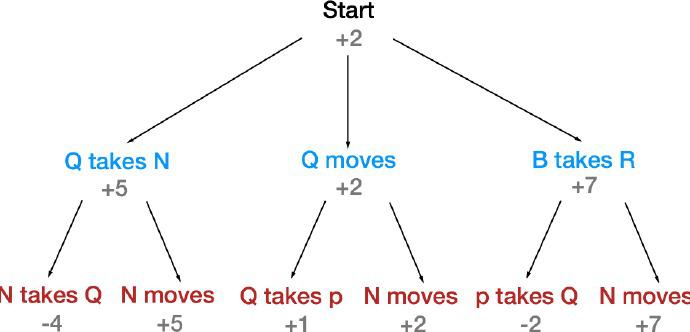 Start
+2
Q takes N
Q moves
B takes R
+5
+2
+7
N takes Q
N moves
Q takes p
N moves
p takes Q
N moves
-4
+5
+1
+2
-2
+7